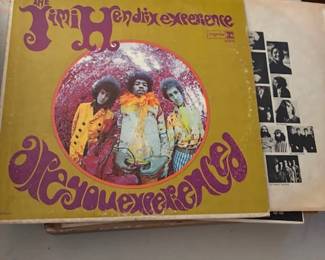 THE
Jimi Hendrix experience
are you experienced